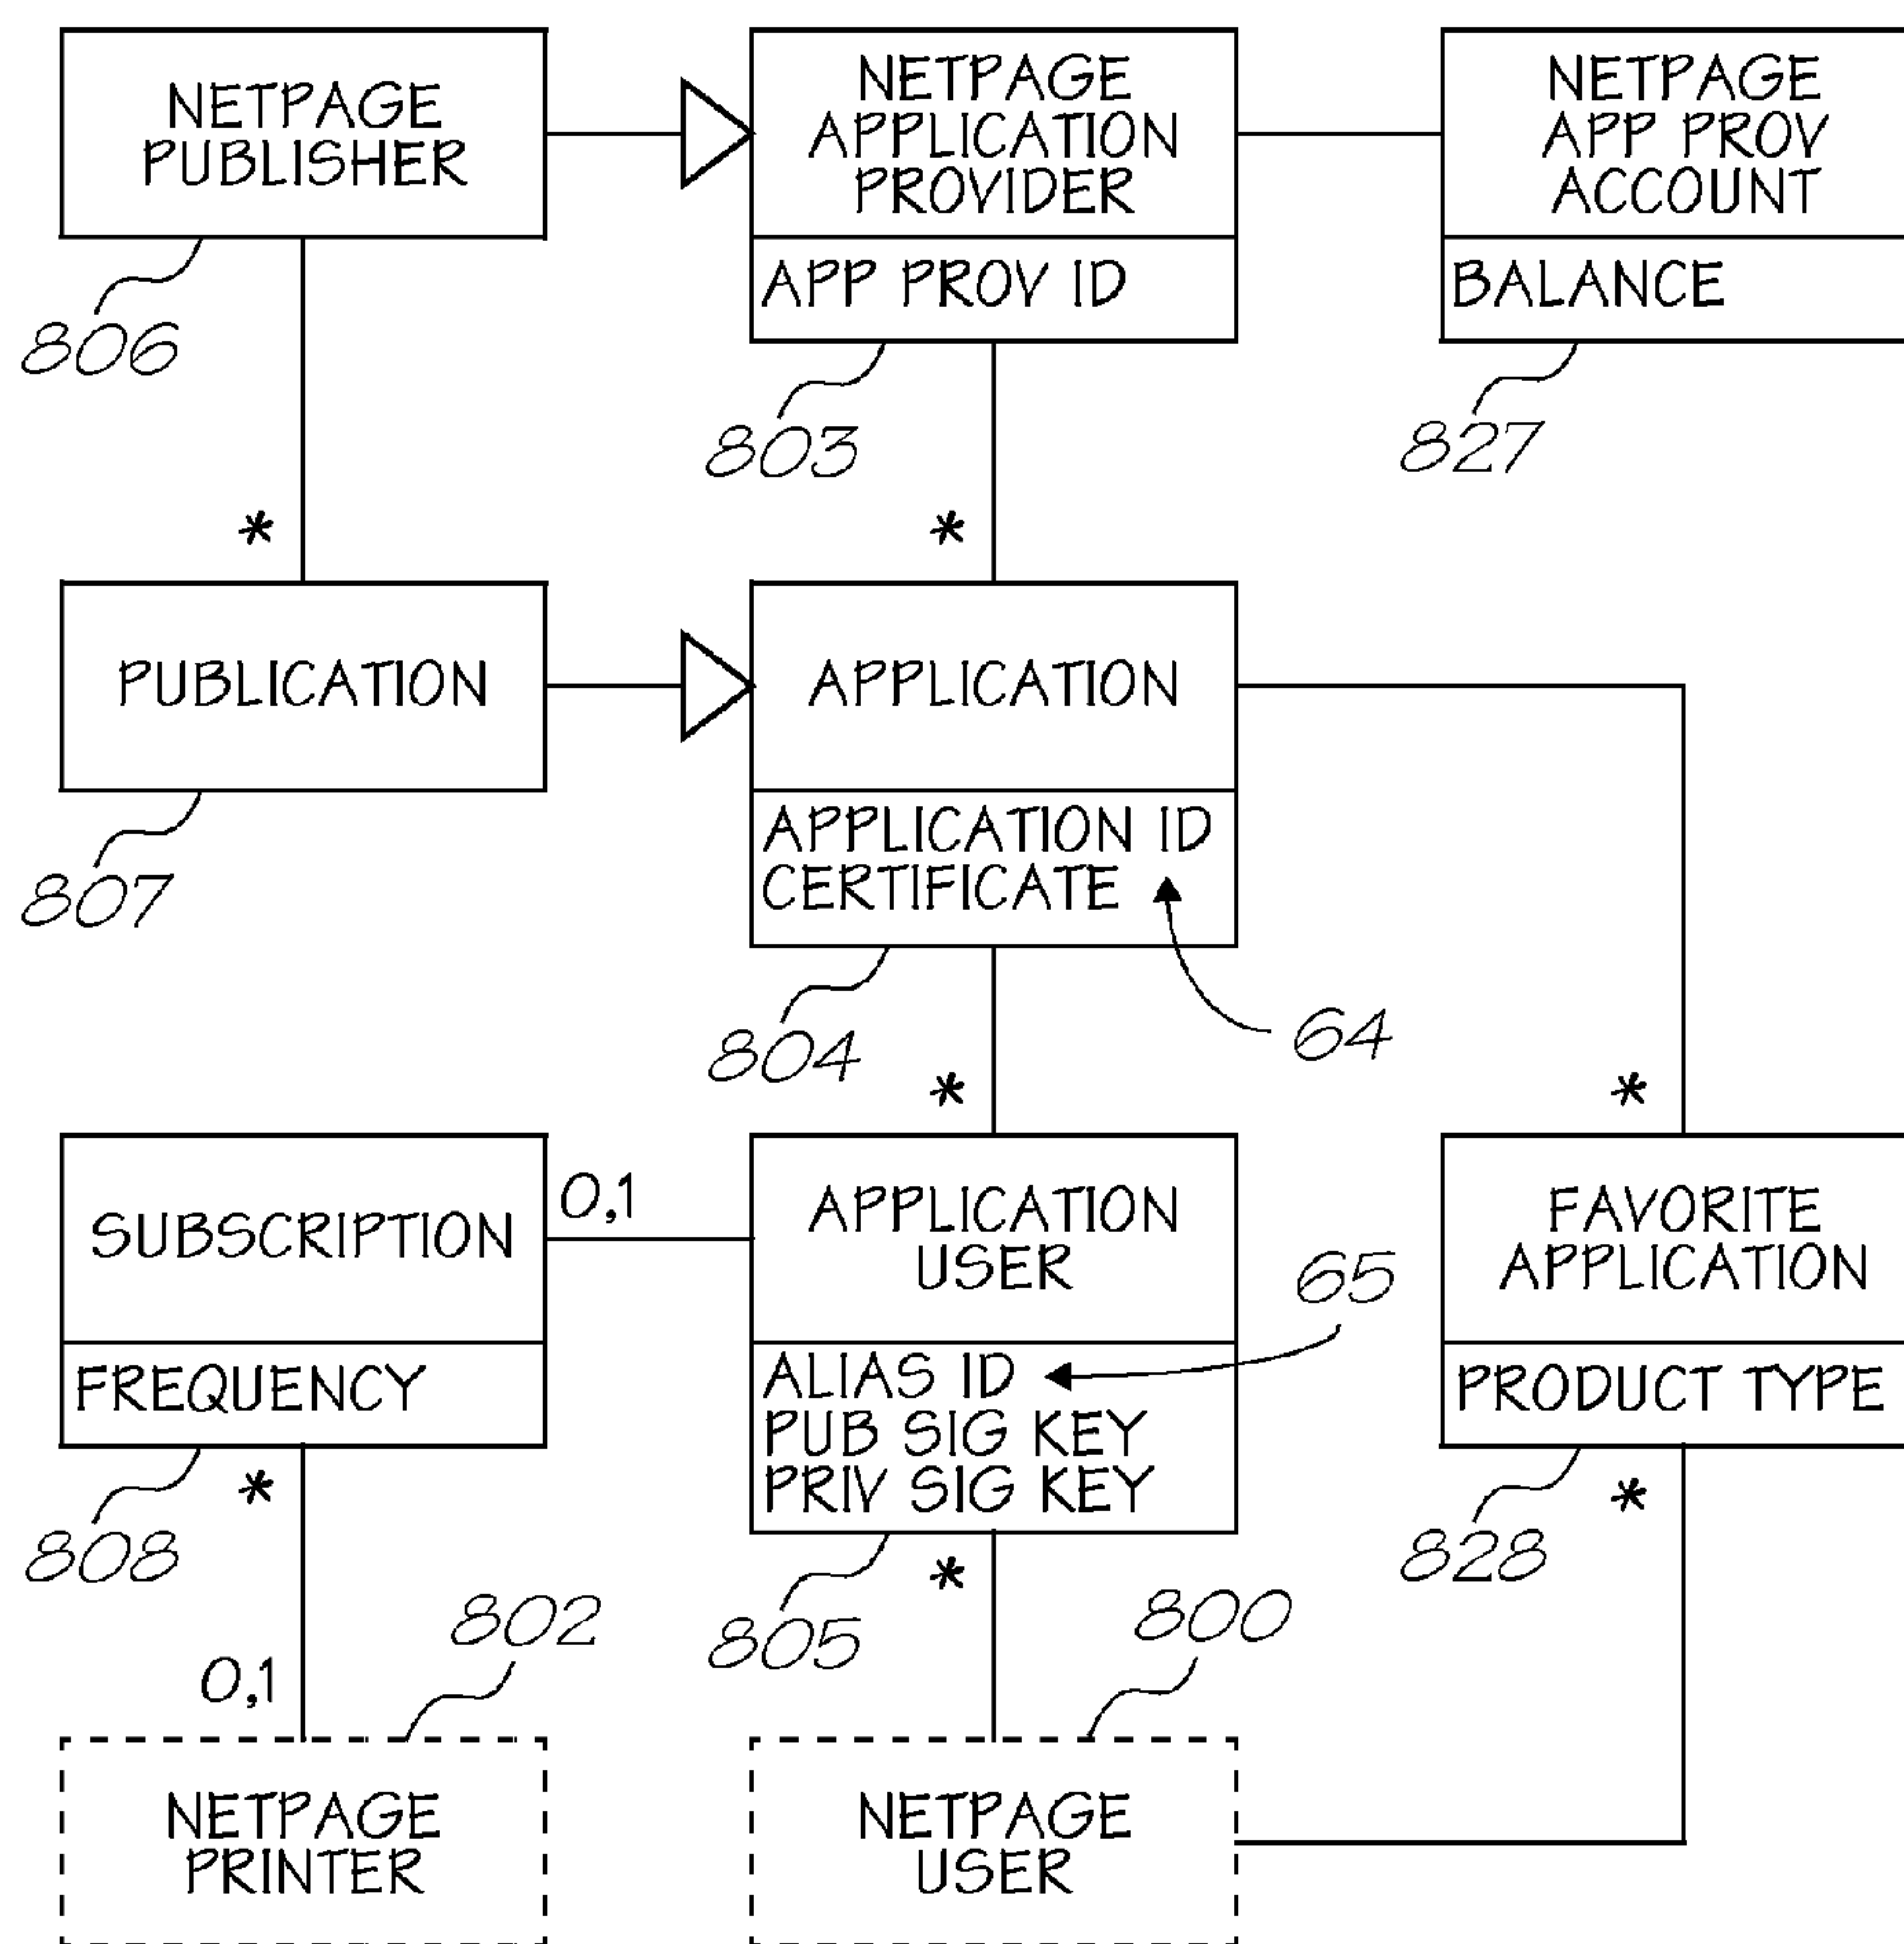 NETPAGE
PUBLISHER
NETPAGE
APPLICATION
PROVIDER
NETPAGE
APP PROV
ACCOUNT
APP PROV ID
BALANCE
806
803
827
*
*
PUBLICATION
APPLICATION
APPLICATION ID
CERTIFICATE
807
804
64
*
*
SUBSCRIPTION
0,1
APPLICATION
USER
FAVORITE
APPLICATION
65
FREQUENCY
ALIAS ID
PUB SIG KEY
PRIV SIG KEY
PRODUCT TYPE
*
*
808
828
*
802
805
800
0,1
NETPAGE
PRINTER
NETPAGE
USER